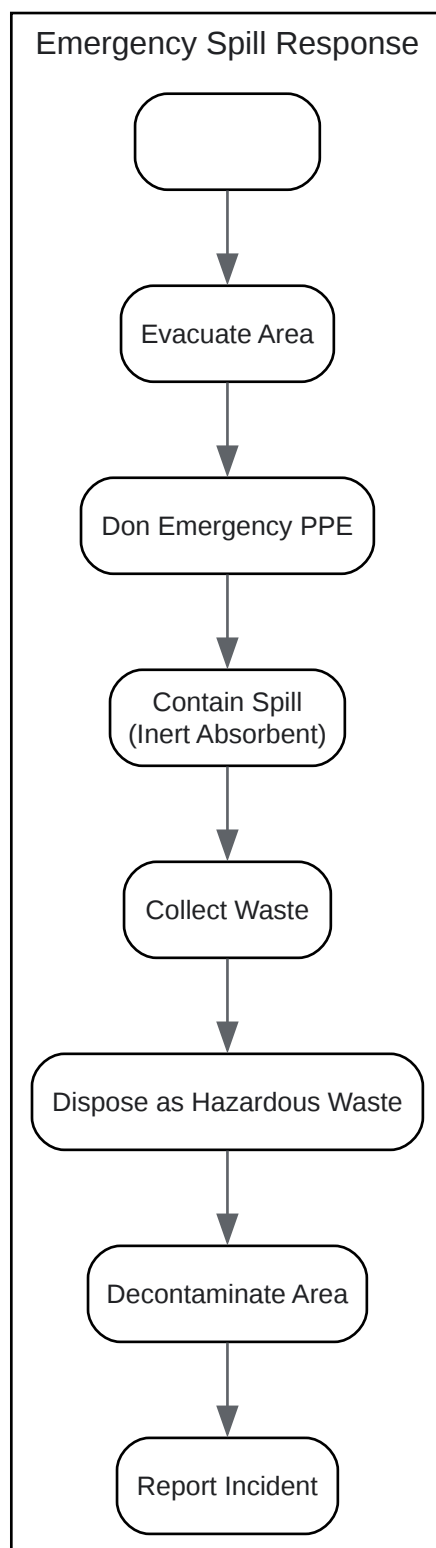 Emergency Spill Response
Evacuate Area
Don Emergency PPE
Contain Spill
(Inert Absorbent)
Collect Waste
Dispose as Hazardous Waste
Decontaminate Area
Report Incident